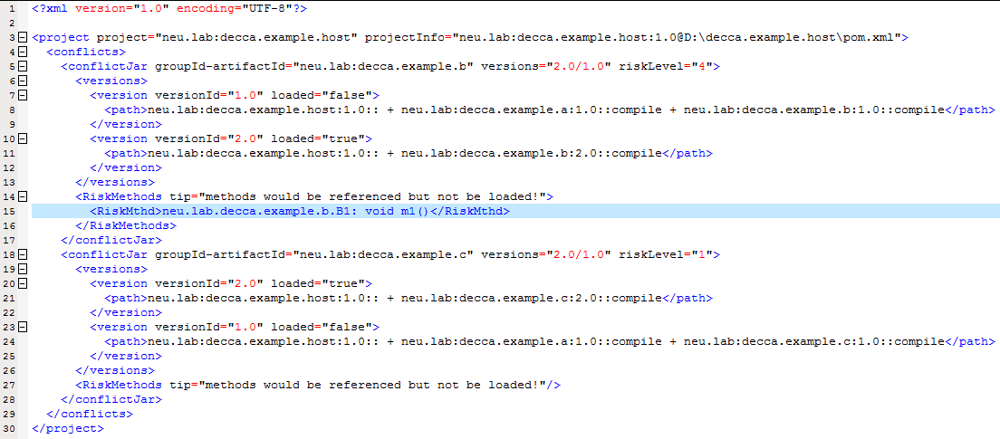 1 <?xml version="1.0" encoding="UTF-8"?>
2
3 <project project="neu.lab:decca.example.host" projectInfo="neu.lab:decca.example.host:1.0@D:\decca.example.host\pom.xml">
4 <conflicts>
5 <conflictJar groupId-artifactId="neu.lab:decca.example.b" versions="2.0/1.0" riskLevel="4">
6 <versions>
7 <version versionId="1.0" loaded="false">
8 <path>neu.lab:decca.example.host:1.0:: + neu.lab:decca.example.a:1.0::compile + neu.lab:decca.example.b:1.0::compile</path>
9 </version>
10 <version versionId="2.0" loaded="true">
11 <path>neu.lab:decca.example.host:1.0:: + neu.lab:decca.example.b:2.0::compile</path>
12 </version>
13 </versions>
14 <RiskMethods tip="methods would be referenced but not be loaded!">
15 <RiskMthd>neu.lab.decca.example.b.B1: void m1()</RiskMthd>
16 </RiskMethods>
17 </conflictJar>
18 <conflictJar groupId-artifactId="neu.lab:decca.example.c" versions="2.0/1.0" riskLevel="1">
19 <versions>
20 <version versionId="2.0" loaded="true">
21 <path>neu.lab:decca.example.host:1.0:: + neu.lab:decca.example.c:2.0::compile</path>
22 </version>
23 <version versionId="1.0" loaded="false">
24 <path>neu.lab:decca.example.host:1.0:: + neu.lab:decca.example.a:1.0::compile + neu.lab:decca.example.c:1.0::compile</path>
25 </version>
26 </versions>
27 <RiskMethods tip="methods would be referenced but not be loaded!"/>
28 </conflictJar>
29 </conflicts>
30 </project>